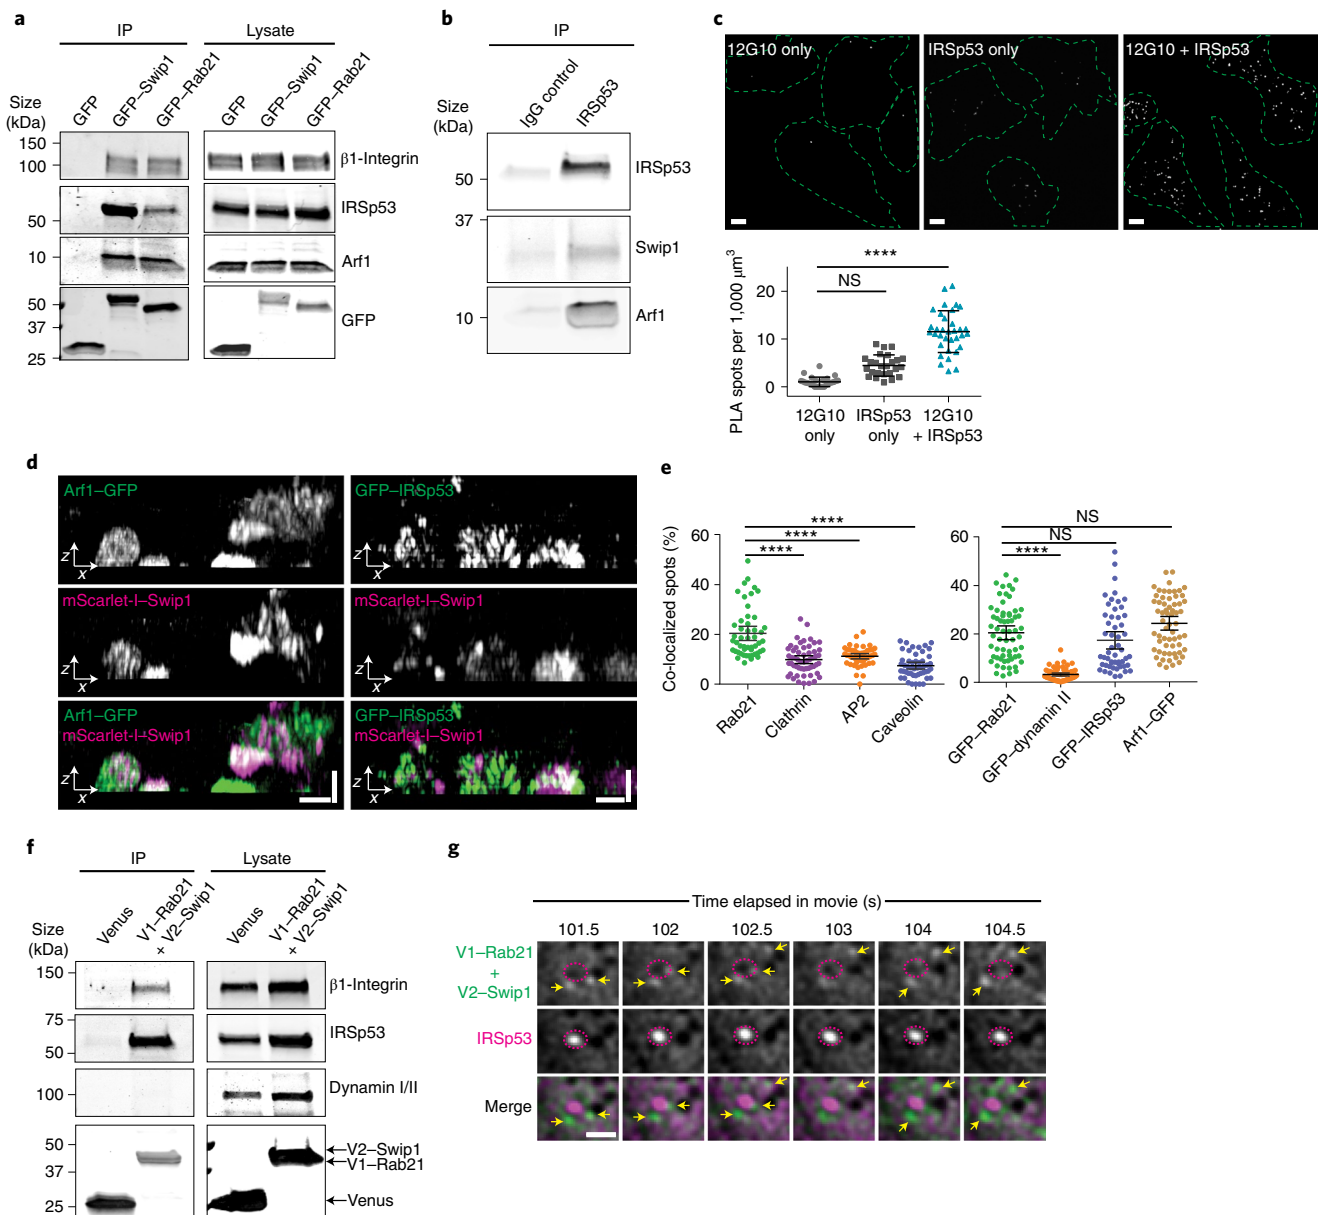 a
IP
Lysate
Size
(kDa)
GFP
GFP–Swip1
GFP–Rab21
GFP
GFP–Swip1
GFP–Rab21
150
100
β1-Integrin
50
IRSp53
10
Arf1
50
37
25
GFP
b
IP
Size
(kDa)
IgG control
IRSp53
50
IRSp53
37
Swip1
10
Arf1
c
12G10 only
IRSp53 only
12G10 + IRSp53
PLA spots per 1,000 μm³
20
10
0
****
NS
12G10
only
IRSp53
only
12G10
+ IRSp53
d
Arf1–GFP
z
x
GFP–IRSp53
z
x
mScarlet-I–Swip1
z
x
mScarlet-I–Swip1
z
x
Arf1–GFP
mScarlet-I–Swip1
z
x
GFP–IRSp53
mScarlet-I–Swip1
z
x
e
Co-localized spots (%)
60
40
20
0
****
****
****
Rab21
Clathrin
AP2
Caveolin
60
40
20
0
NS
NS
****
GFP–Rab21
GFP–dynamin II
GFP–IRSp53
Arf1–GFP
f
IP
Lysate
Size
(kDa)
Venus
V1–Rab21
+ V2–Swip1
Venus
V1–Rab21
+ V2–Swip1
150
β1-Integrin
75
50
IRSp53
100
Dynamin I/II
50
37
25
V2–Swip1
V1–Rab21
Venus
g
Time elapsed in movie (s)
101.5
102
102.5
103
104
104.5
V1–Rab21
+
V2–Swip1
IRSp53
Merge